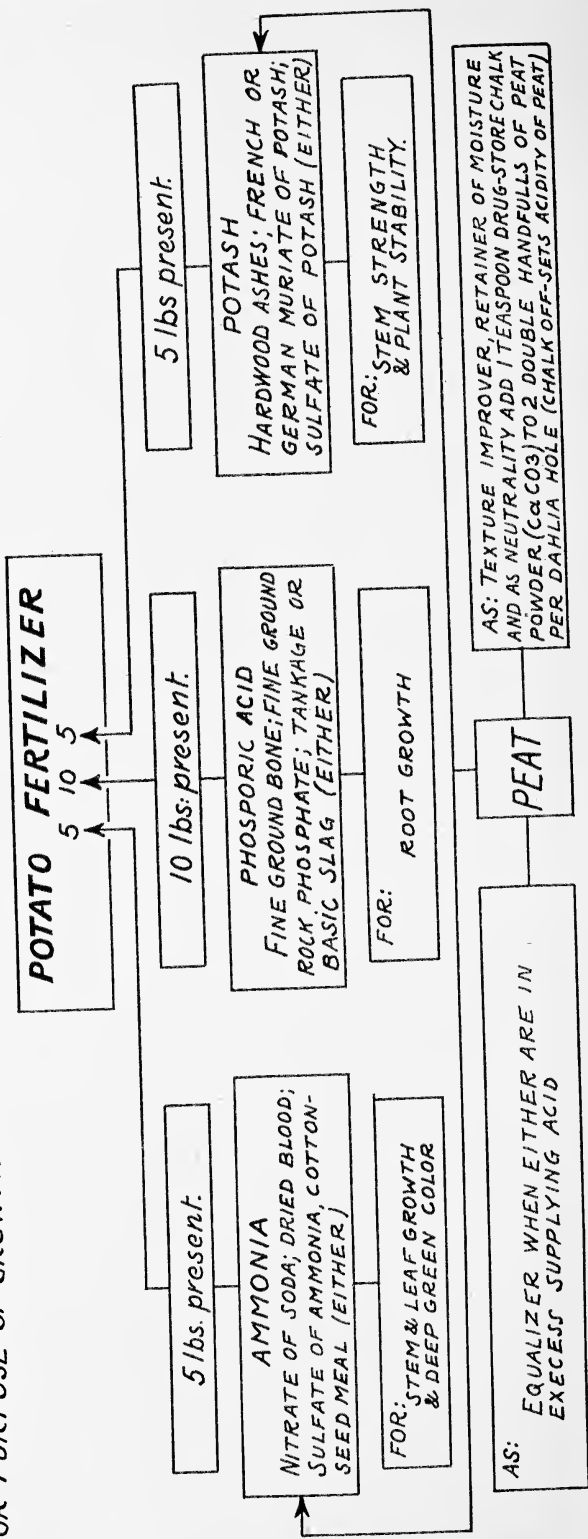 OR PURPOSE OF GROWTH
POTATO FERTILIZER
5 10 5
5 lbs. present.
AMMONIA
NITRATE OF SODA; DRIED BLOOD;
SULFATE OF AMMONIA, COTTON-
SEED MEAL (EITHER)
FOR: STEM & LEAF GROWTH
& DEEP GREEN COLOR
10 lbs: present.
PHOSPORIC ACID
FINE GROUND BONE; FINE GROUND
ROCK PHOSPHATE; TANKAGE OR
BASIC SLAG (EITHER)
FOR: ROOT GROWTH
5 lbs present.
POTASH
HARDWOOD ASHES; FRENCH OR
GERMAN MURIATE OF POTASH;
SULFATE OF POTASH (EITHER)
FOR: STEM STRENGTH
& PLANT STABILITY.
AS: EQUALIZER WHEN EITHER ARE IN
EXECESS SUPPLYING ACID
PEAT
AS: TEXTURE IMPROVER, RETAINER OF MOISTURE
AND AS NEUTRALITY ADD 1 TEASPOON DRUG-STORE CHALK
POWDER (CaCO3) TO 2 DOUBLE HANDFULLS OF PEAT
PER DAHLIA HOLE (CHALK OFF-SETS ACIDITY OF PEAT)